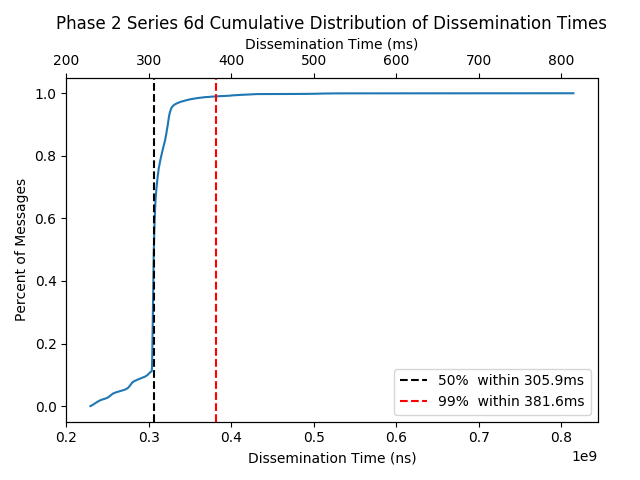 Phase 2 Series 6d Cumulative Distribution of Dissemination Times
Dissemination Time (ms)
200 300 400 500 600 700 800
1.0
0.8
0.6
0.4
0.2
0.0
Percent of Messages
50%  within 305.9ms
99%  within 381.6ms
0.2 0.3 0.4 0.5 0.6 0.7 0.8
1e9
Dissemination Time (ns)